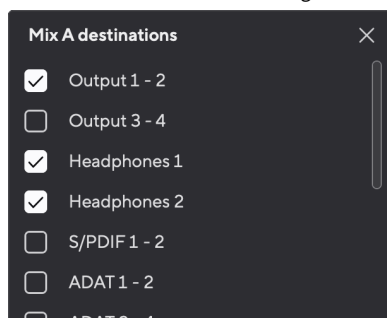 Mix A destinations
Output 1 - 2
Output 3 - 4
Headphones 1
Headphones 2
S/PDIF 1 - 2
ADAT 1 - 2